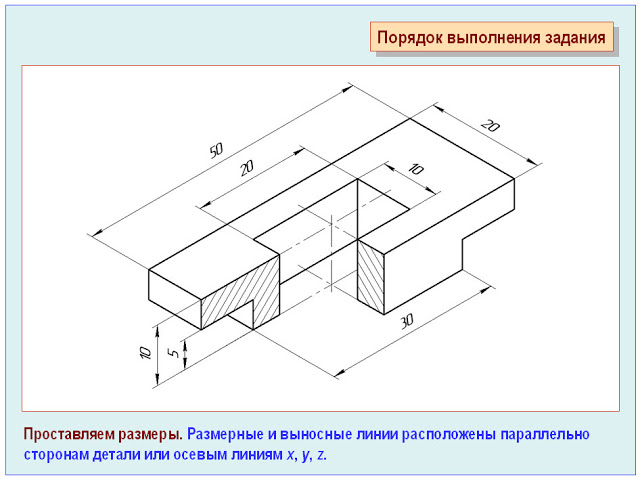 Порядок выполнения задания
50
20
20
10
10
5
30
Проставляем размеры. Размерные и выносные линии расположены параллельно
сторонам детали или осевым линиям x, y, z.